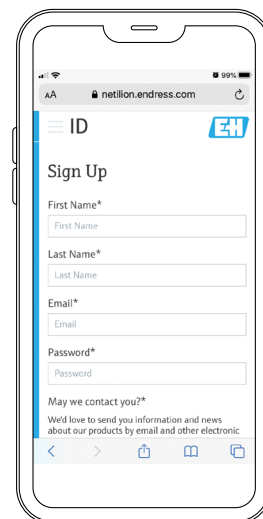 99%
AA netilion.endress.com
ID
EH
Sign Up
First Name*
First Name
Last Name*
Last Name
Email*
Email
Password*
Password
May we contact you?*
We'd love to send you information and news
about our products by email and other electronic